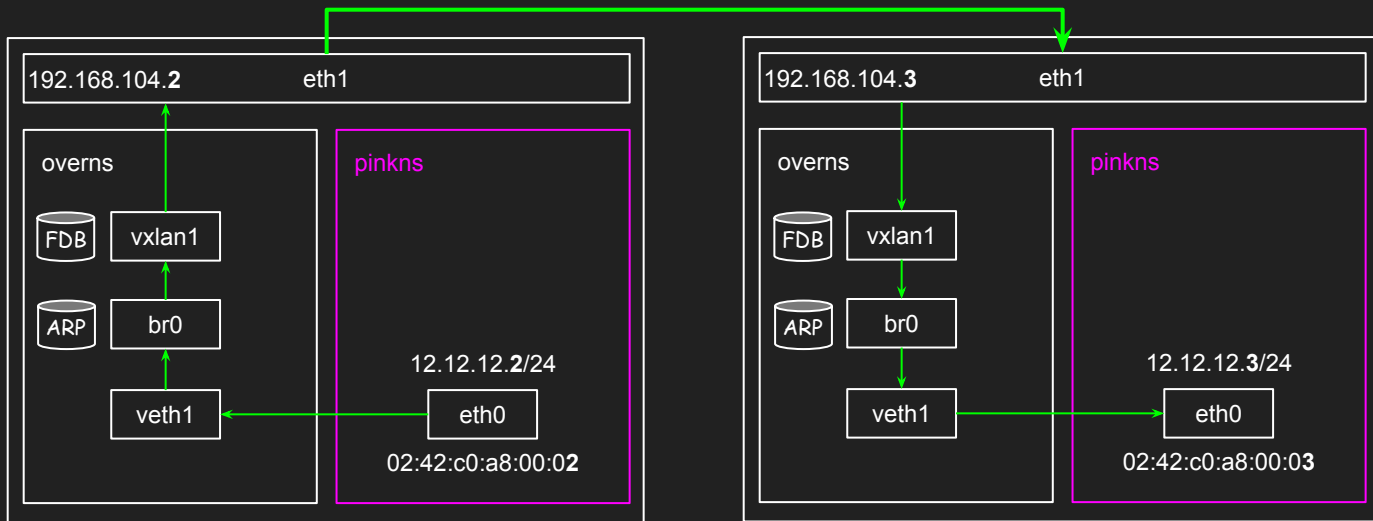 192.168.104.2 eth1
overns
pinkns
FDB
vxlan1
ARP
br0
12.12.12.2/24
veth1
eth0
02:42:c0:a8:00:02
192.168.104.3 eth1
overns
pinkns
FDB
vxlan1
ARP
br0
12.12.12.3/24
veth1
eth0
02:42:c0:a8:00:03